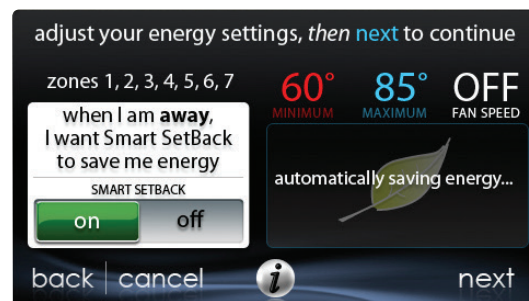 adjust your energy settings, then next to continue
zones 1, 2, 3, 4, 5, 6, 7
when I am away,
I want Smart SetBack
to save me energy
SMART SETBACK
on off
60° 85° OFF
MINIMUM MAXIMUM FAN SPEED
automatically saving energy...
back cancel i next